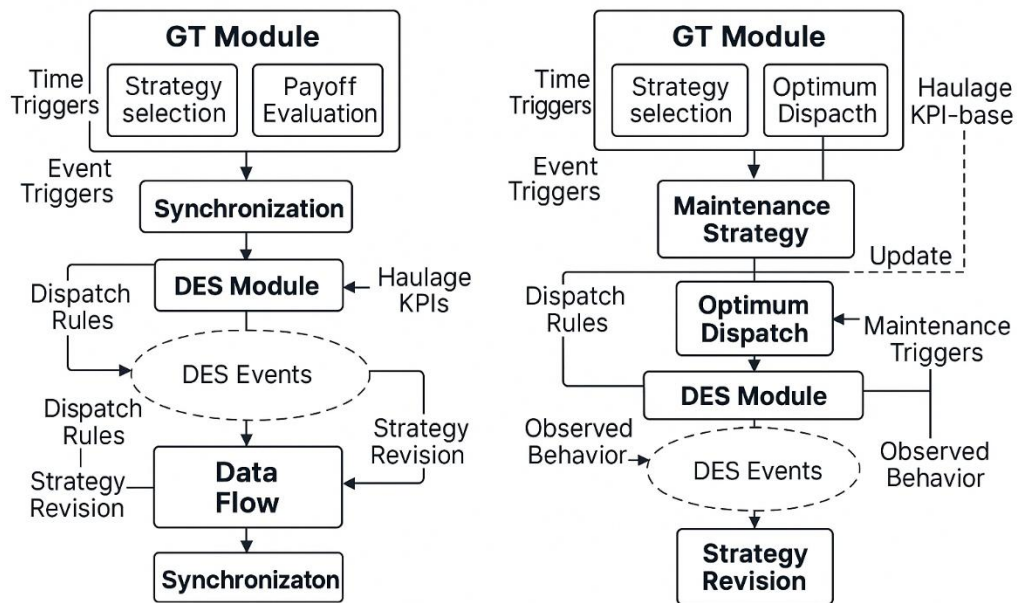 GT Module
Time
Triggers
Strategy
selection
Payoff
Evaluation
Event
Triggers
Synchronization
DES Module
Haulage
KPIs
Dispatch
Rules
DES Events
Dispatch
Rules
Strategy
Revision
Strategy
Revision
Data
Flow
Synchronizaton
GT Module
Time
Triggers
Strategy
selection
Optimum
Dispacth
Haulage
KPI-base
Event
Triggers
Maintenance
Strategy
Update
Dispatch
Rules
Optimum
Dispatch
Maintenance
Triggers
DES Module
Observed
Behavior
DES Events
Observed
Behavior
Strategy
Revision